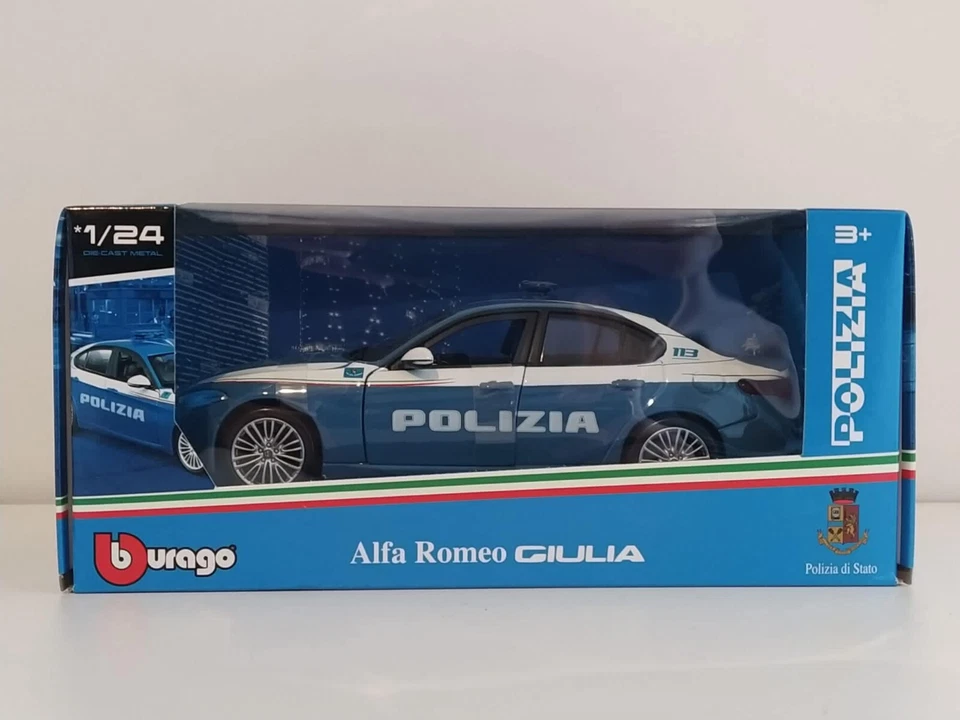 *1/24
DIE-CAST METAL
3+
POLIZIA
POLIZIA
113
POLIZIA
Burago
Alfa Romeo GIULIA
Polizia di Stato